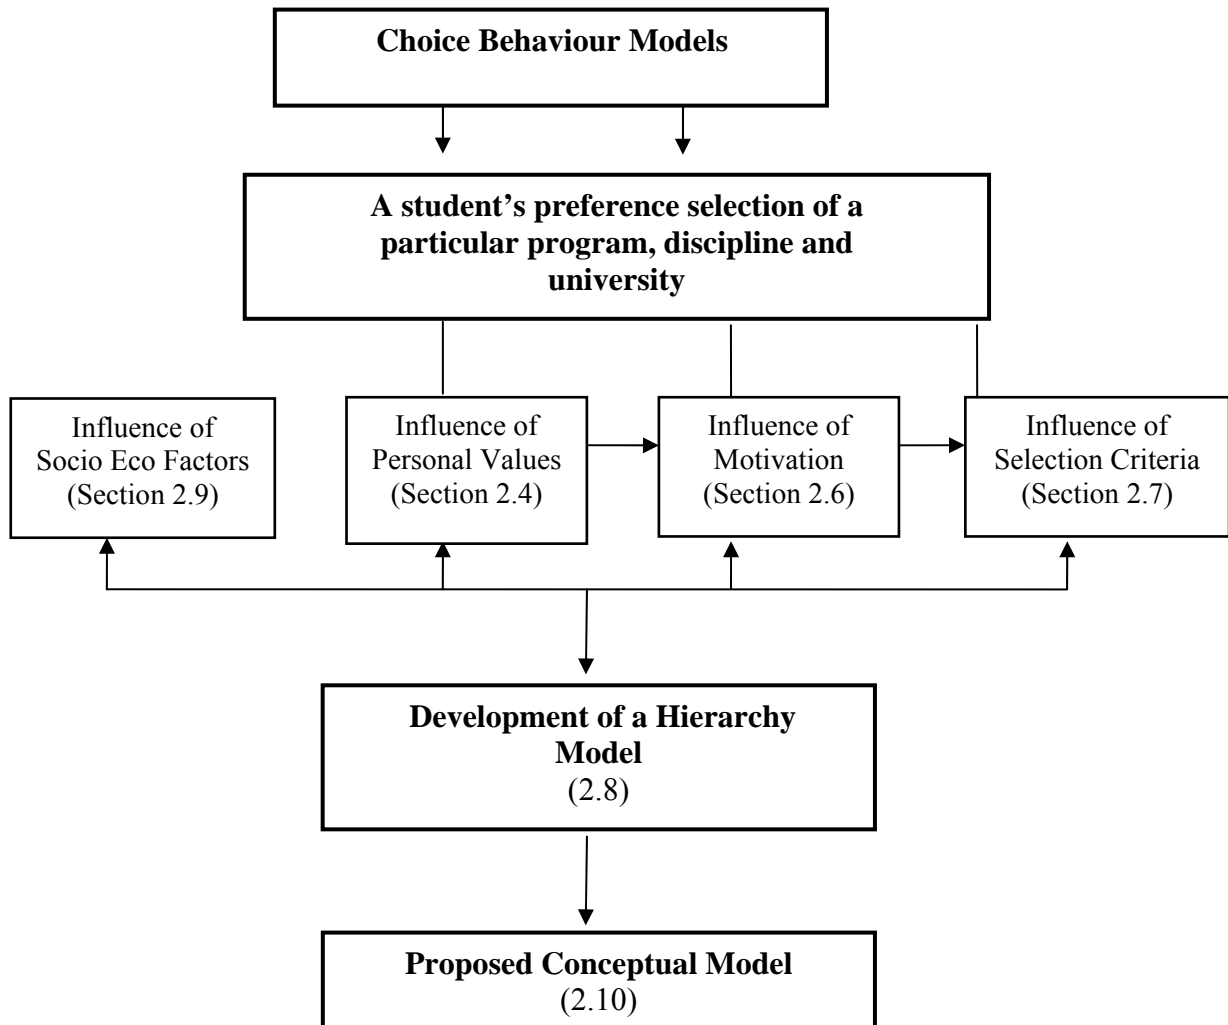 Choice Behaviour Models
A student’s preference selection of a
particular program, discipline and
university
Influence of
Socio Eco Factors
(Section 2.9)
Influence of
Personal Values
(Section 2.4)
Influence of
Motivation
(Section 2.6)
Influence of
Selection Criteria
(Section 2.7)
Development of a Hierarchy
Model
(2.8)
Proposed Conceptual Model
(2.10)